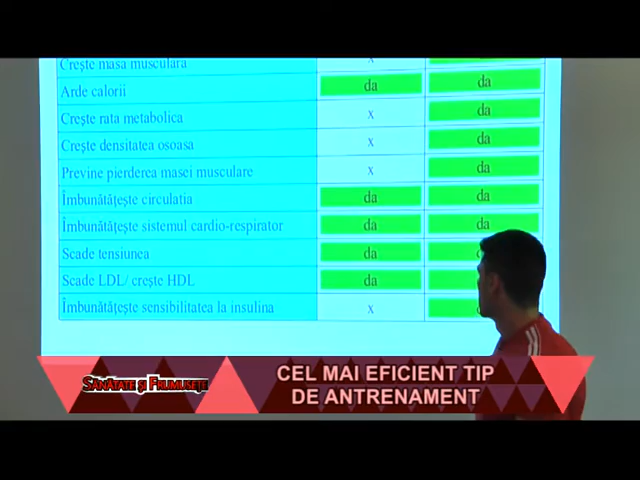 Crește masa musculara x
Arde calorii da da
Crește rata metabolica x da
Crește densitatea osoasa x da
Previne pierderea masei musculare x da
Îmbunătățește circulatia da da
Îmbunătățește sistemul cardio-respirator da da
Scade tensiunea da
Scade LDL/ crește HDL da
Îmbunătățește sensibilitatea la insulina x
SĂNĂTATE ȘI FRUMUSEȚE
CEL MAI EFICIENT TIP
DE ANTRENAMENT